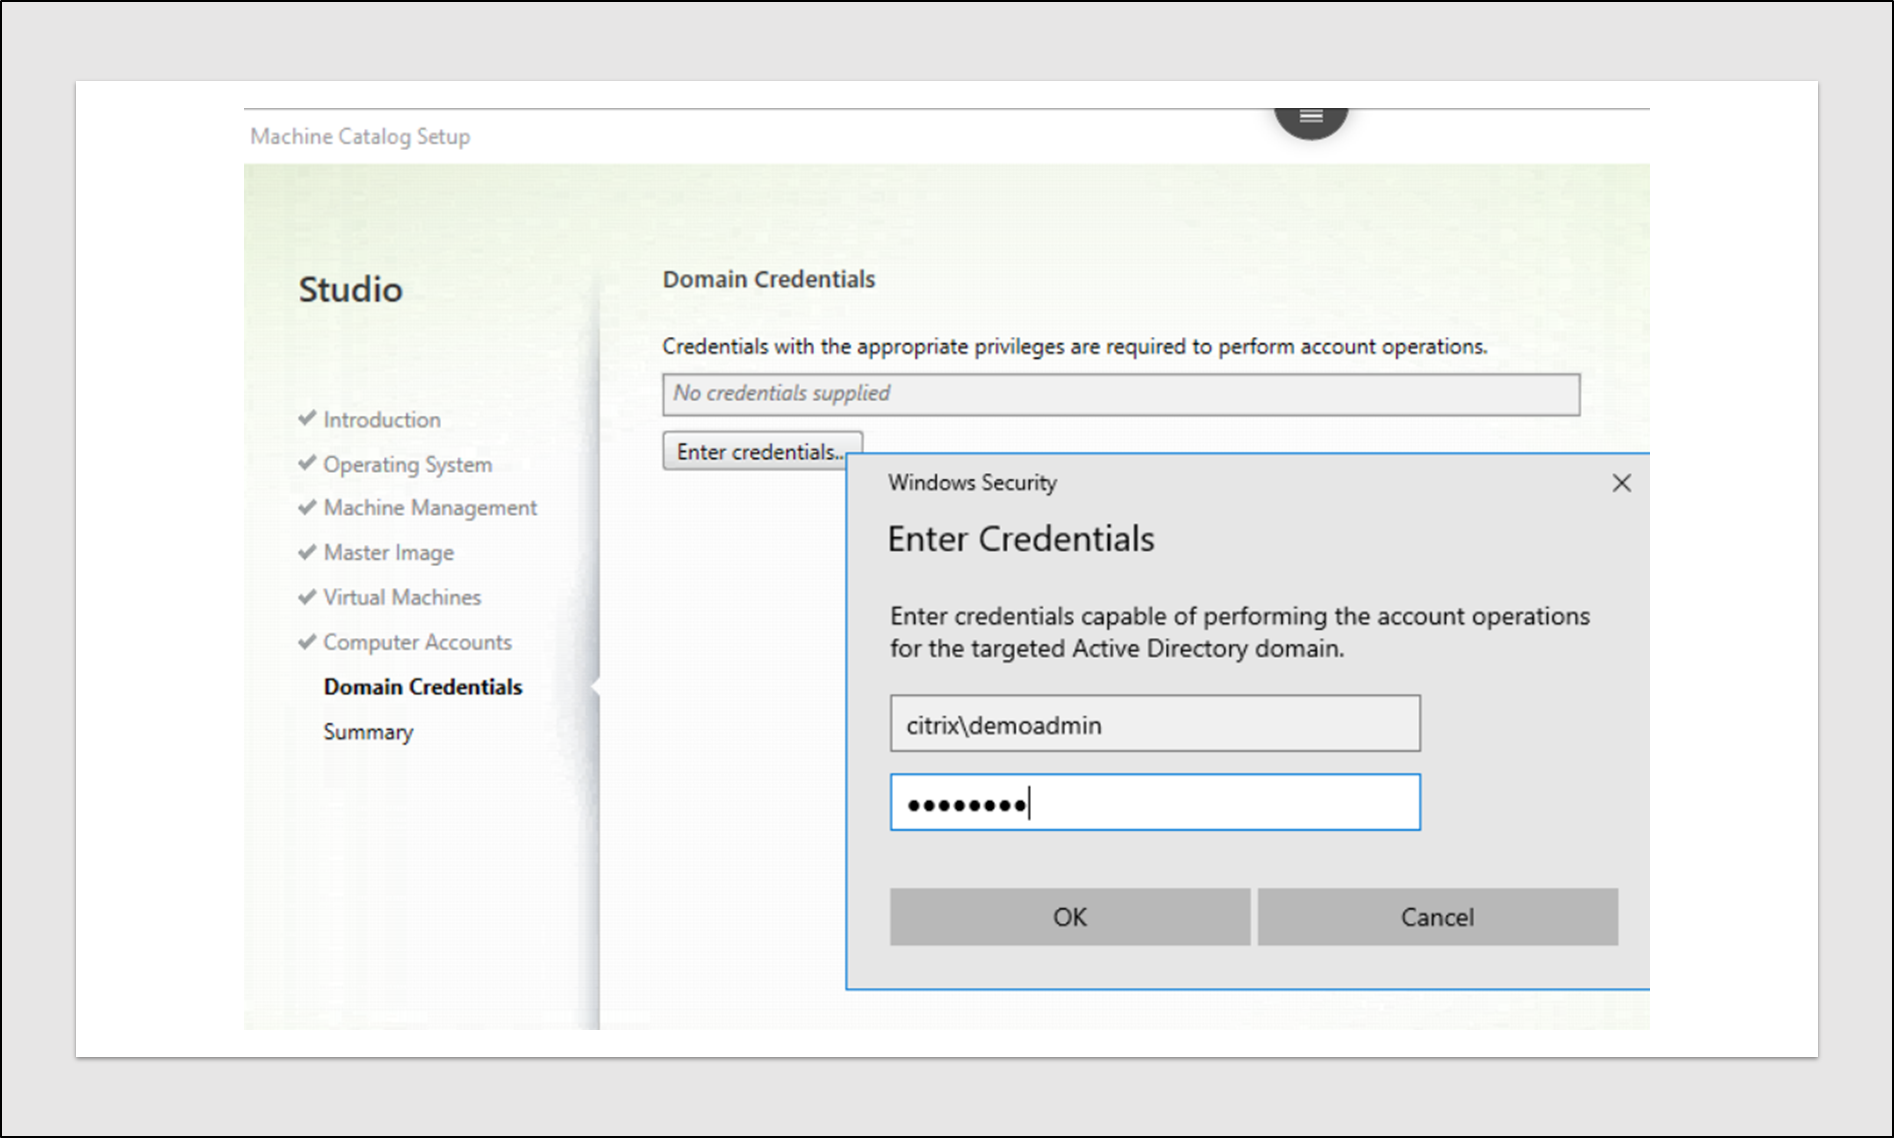 Machine Catalog Setup
Studio
Introduction
Operating System
Machine Management
Master Image
Virtual Machines
Computer Accounts
Domain Credentials
Summary
Domain Credentials
Credentials with the appropriate privileges are required to perform account operations.
No credentials supplied
Enter credentials..
Windows Security
Enter Credentials
Enter credentials capable of performing the account operations
for the targeted Active Directory domain.
citrix\demoadmin
●●●●●●●●
OK
Cancel